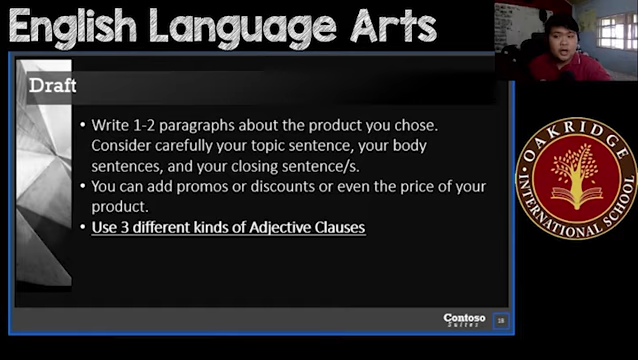 English Language Arts
Draft
• Write 1-2 paragraphs about the product you chose.
Consider carefully your topic sentence, your body
sentences, and your closing sentence/s.
• You can add promos or discounts or even the price of your
product.
• Use 3 different kinds of Adjective Clauses
OAKRIDGE
INTERNATIONAL SCHOOL
Contoso
Suites
18